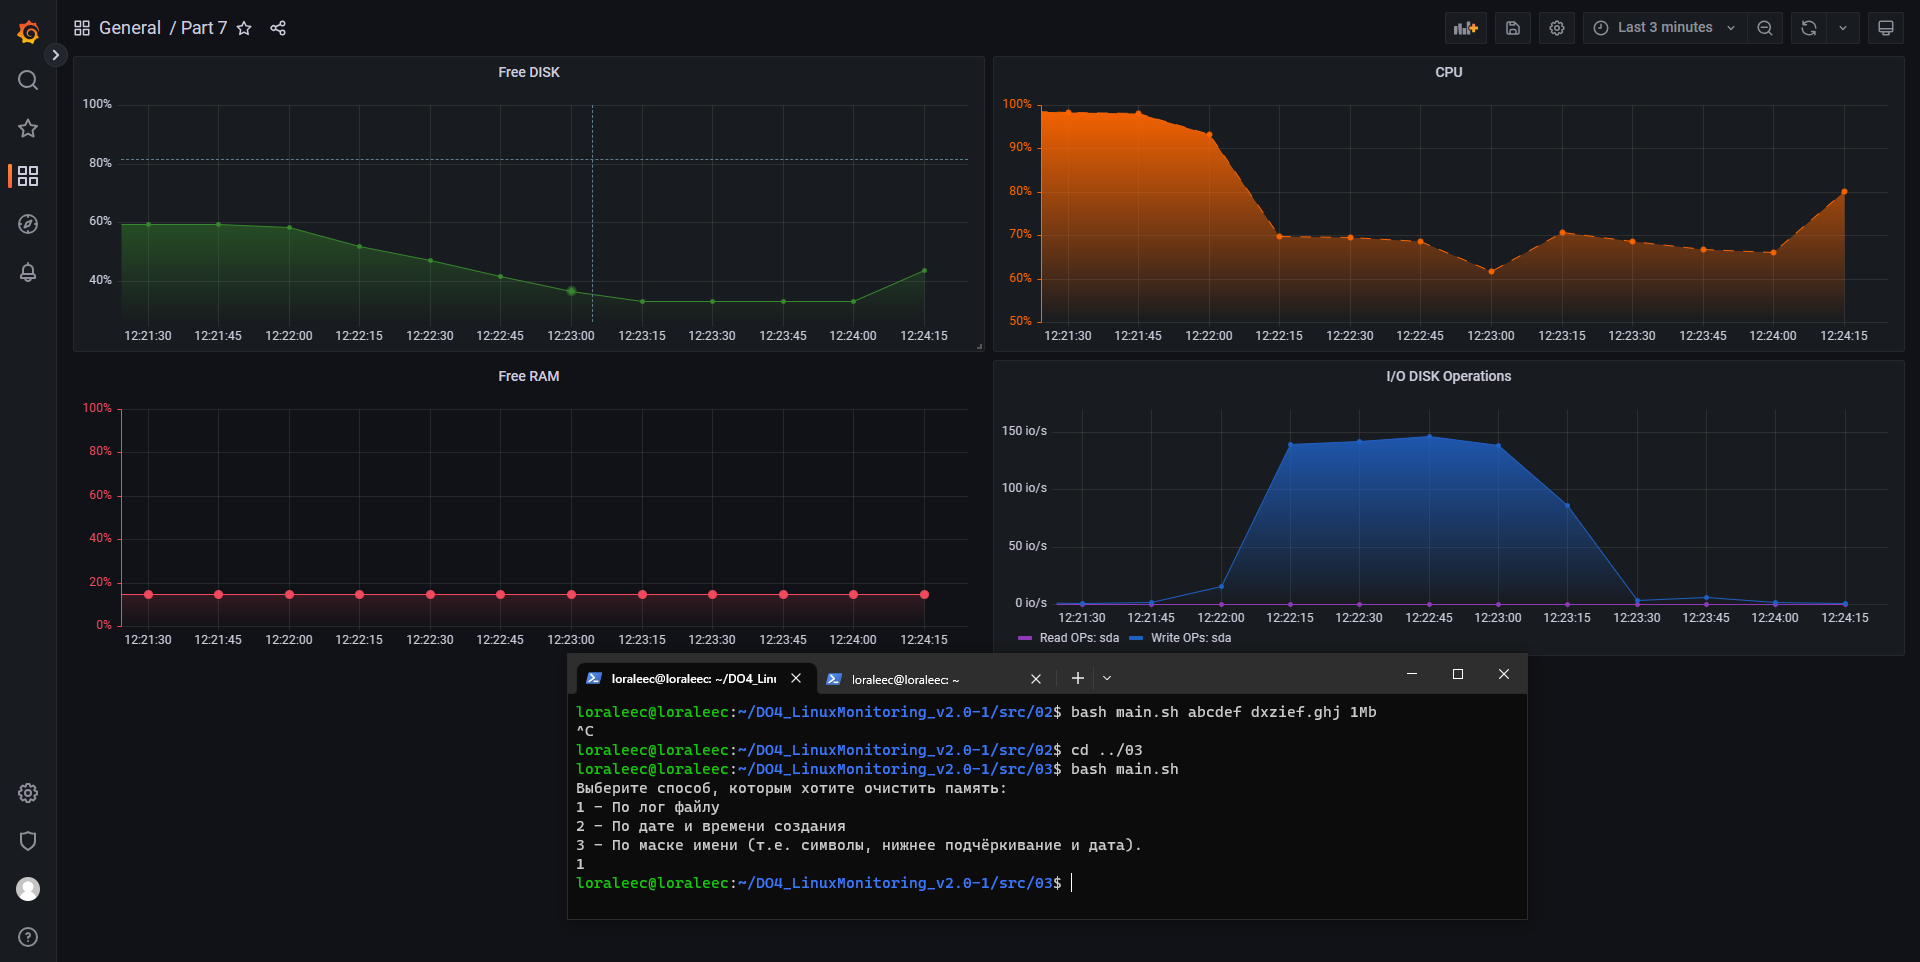 General / Part 7
Last 3 minutes
Free DISK
100%
80%
60%
40%
12:21:30 12:21:45 12:22:00 12:22:15 12:22:30 12:22:45 12:23:00 12:23:15 12:23:30 12:23:45 12:24:00 12:24:15
CPU
100%
90%
80%
70%
60%
50%
12:21:30 12:21:45 12:22:00 12:22:15 12:22:30 12:22:45 12:23:00 12:23:15 12:23:30 12:23:45 12:24:00 12:24:15
Free RAM
100%
80%
60%
40%
20%
0%
12:21:30 12:21:45 12:22:00 12:22:15 12:22:30 12:22:45 12:23:00 12:23:15 12:23:30 12:23:45 12:24:00 12:24:15
I/O DISK Operations
150 io/s
100 io/s
50 io/s
0 io/s
12:21:30 12:21:45 12:22:00 12:22:15 12:22:30 12:22:45 12:23:00 12:23:15 12:23:30 12:23:45 12:24:00 12:24:15
Read OPs: sda Write OPs: sda
loraleec@loraleec: ~/DO4_Linu loraleec@loraleec: ~
loraleec@loraleec:~/DO4_LinuxMonitoring_v2.0-1/src/02$ bash main.sh abcdef dxzief.ghj 1Mb
^C
loraleec@loraleec:~/DO4_LinuxMonitoring_v2.0-1/src/02$ cd ../03
loraleec@loraleec:~/DO4_LinuxMonitoring_v2.0-1/src/03$ bash main.sh
Выберите способ, которым хотите очистить память:
1 - По лог файлу
2 - По дате и времени создания
3 - По маске имени (т.е. символы, нижнее подчёркивание и дата).
1
loraleec@loraleec:~/DO4_LinuxMonitoring_v2.0-1/src/03$